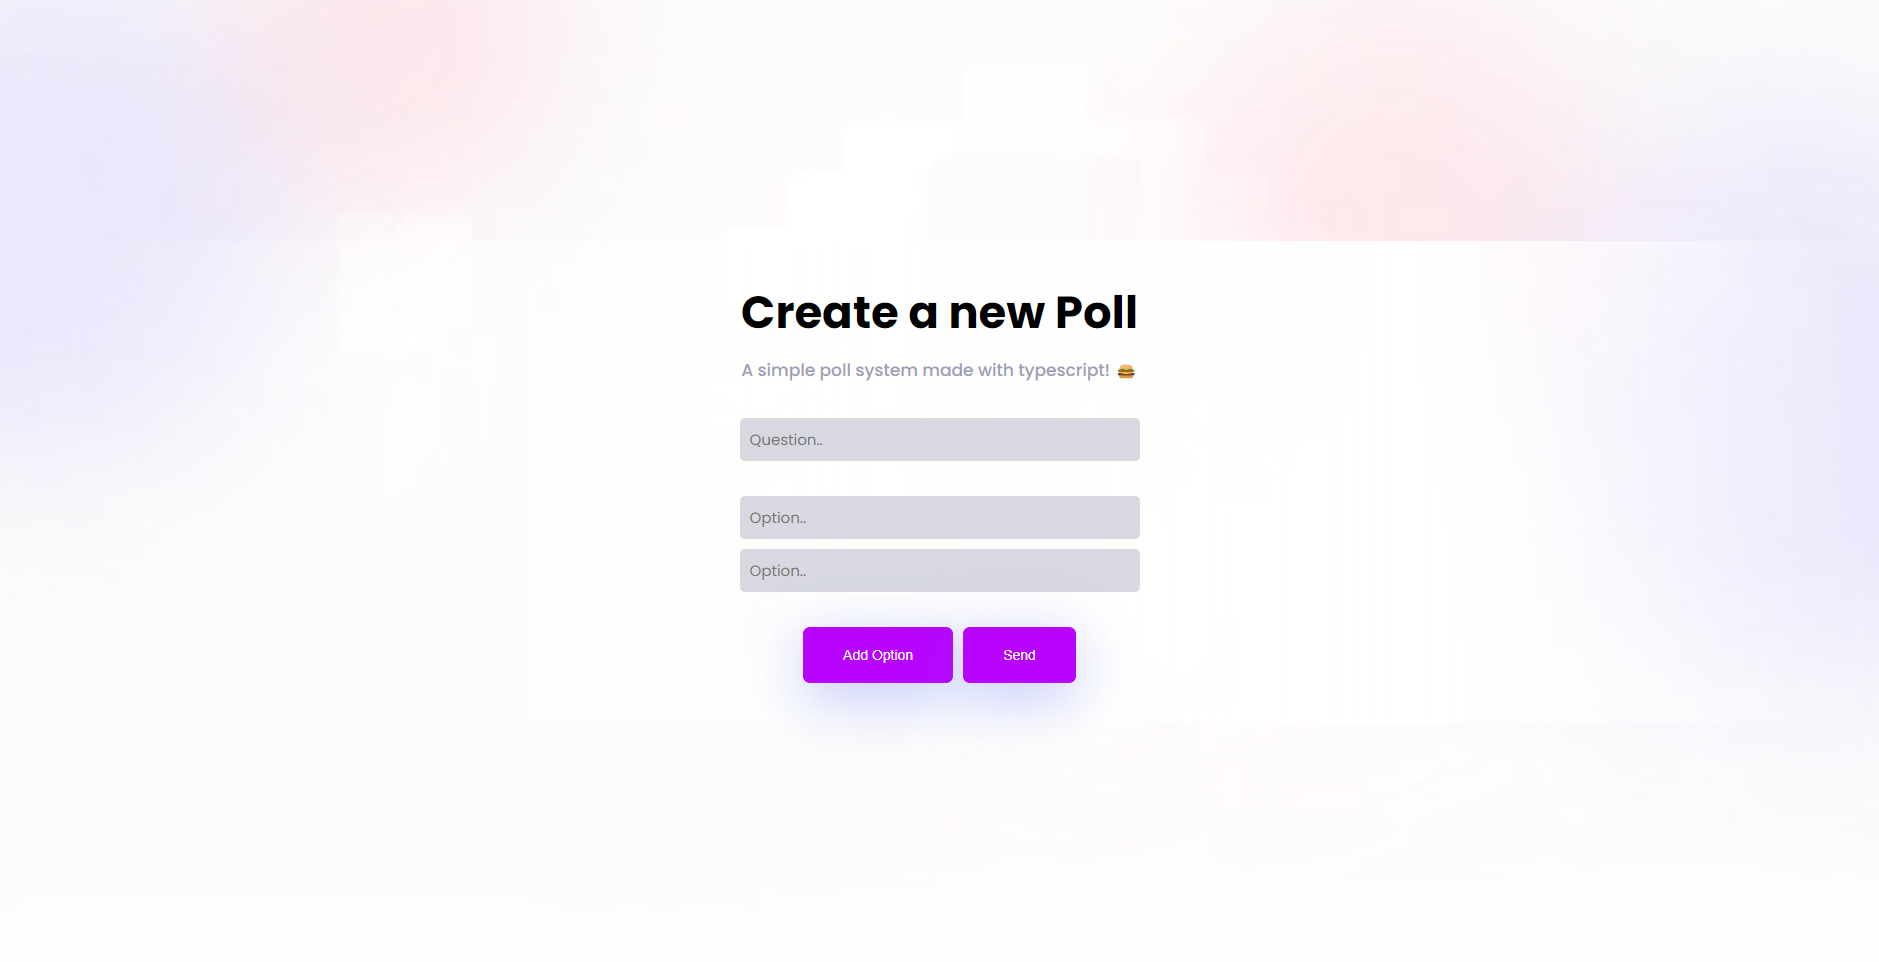 Create a new Poll
A simple poll system made with typescript! 🍔
Question..
Option..
Option..
Add Option
Send